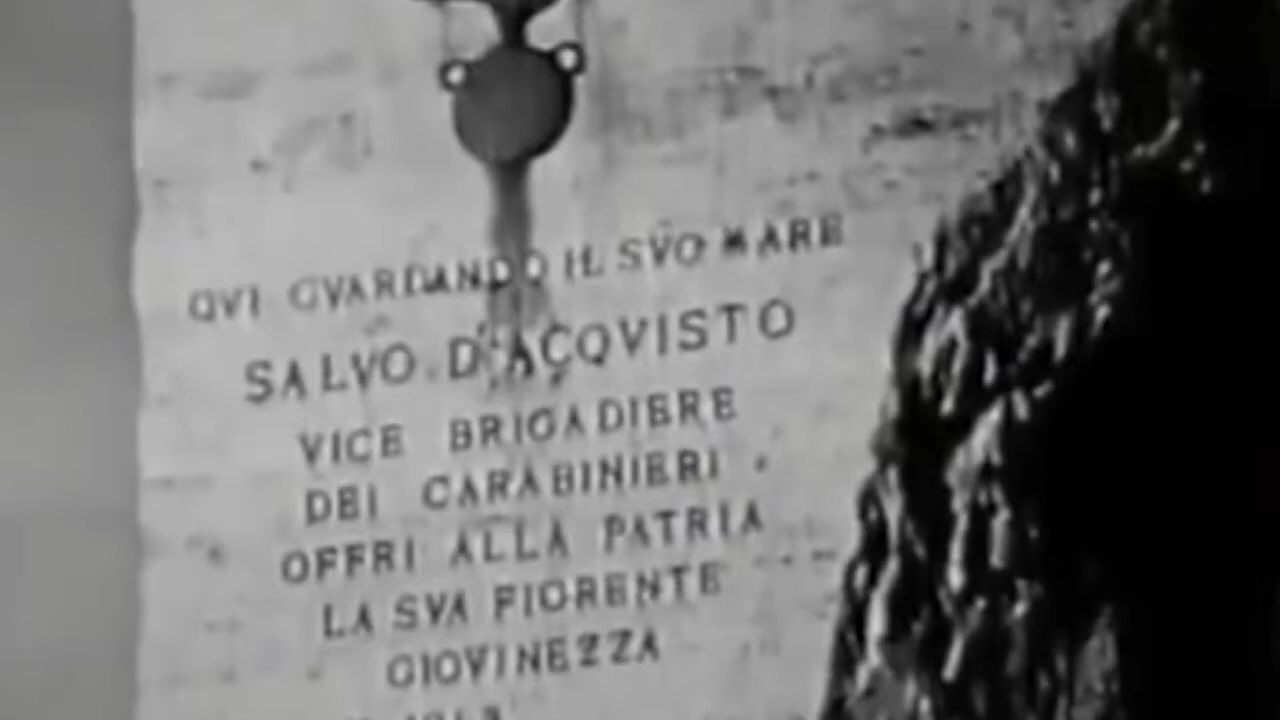 QVI GVARDANDO IL SVO MARE
SALVO D'ACQVISTO
VICE BRIGADIERE
DEI CARABINIERI
OFFRI ALLA PATRIA
LA SVA FIORENTE
GIOVINEZZA